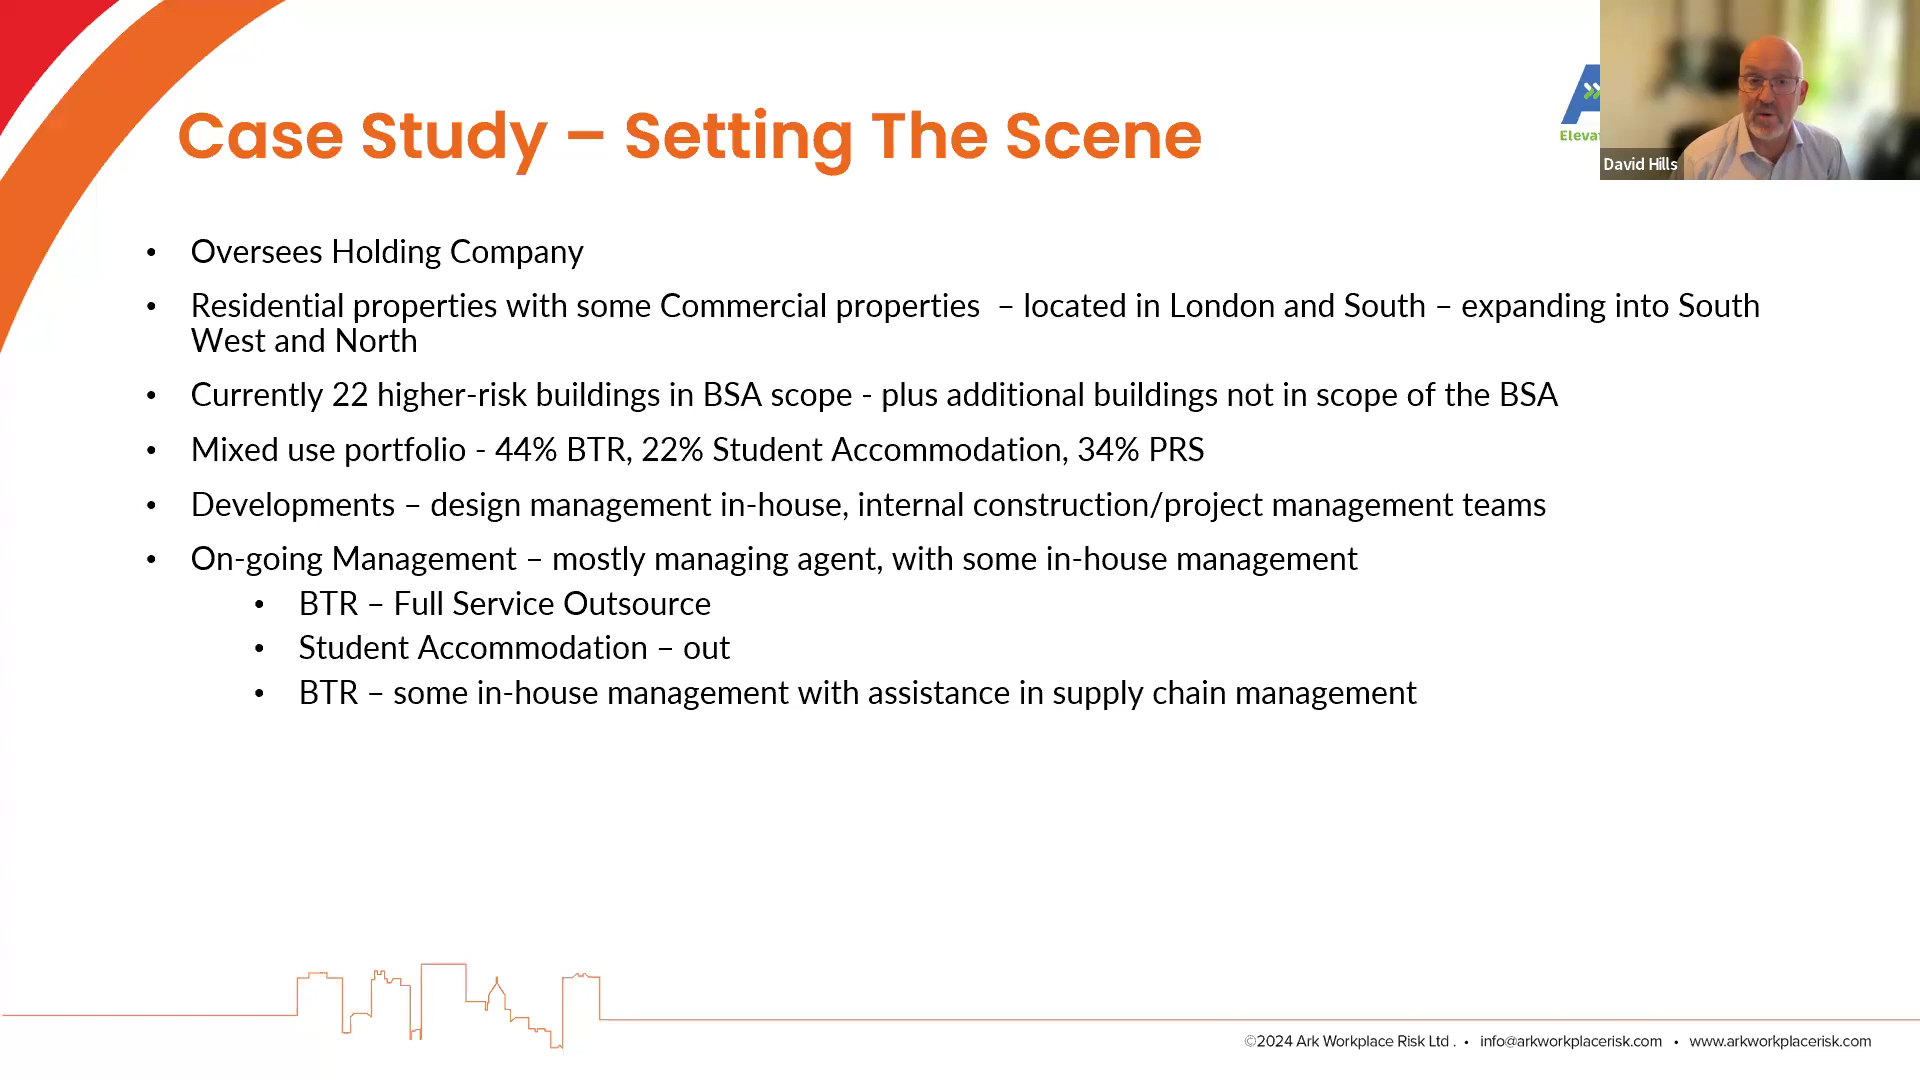 Case Study – Setting The Scene
David Hills
• Oversees Holding Company
• Residential properties with some Commercial properties – located in London and South – expanding into South
West and North
• Currently 22 higher-risk buildings in BSA scope - plus additional buildings not in scope of the BSA
• Mixed use portfolio - 44% BTR, 22% Student Accommodation, 34% PRS
• Developments – design management in-house, internal construction/project management teams
• On-going Management – mostly managing agent, with some in-house management
• BTR – Full Service Outsource
• Student Accommodation – out
• BTR – some in-house management with assistance in supply chain management
©2024 Ark Workplace Risk Ltd . • info@arkworkplacerisk.com • www.arkworkplacerisk.com